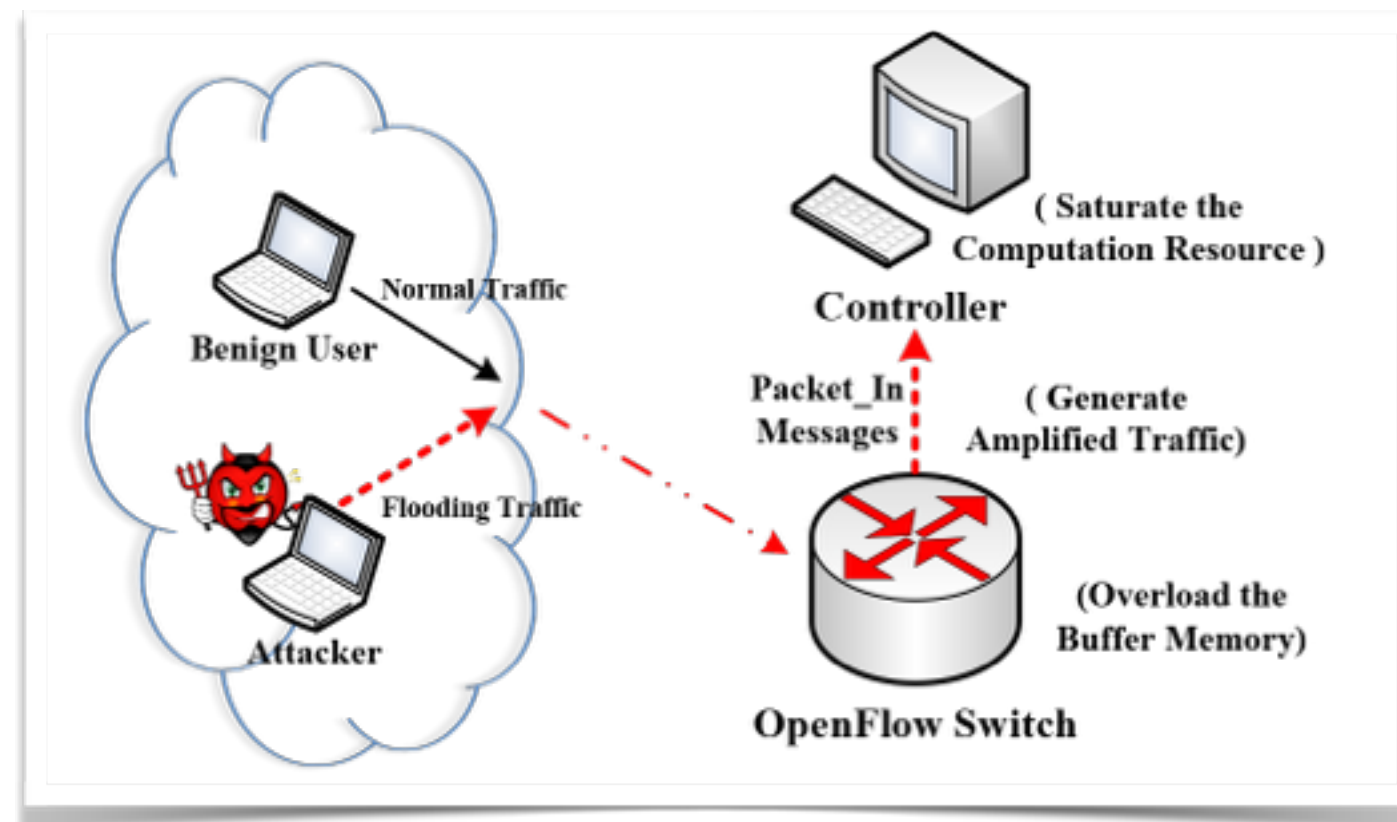 ( Saturate the
Computation Resource )
Controller
Normal Traffic
Benign User
Packet_In
Messages
( Generate
Amplified Traffic)
Flooding Traffic
Attacker
(Overload the
Buffer Memory)
OpenFlow Switch